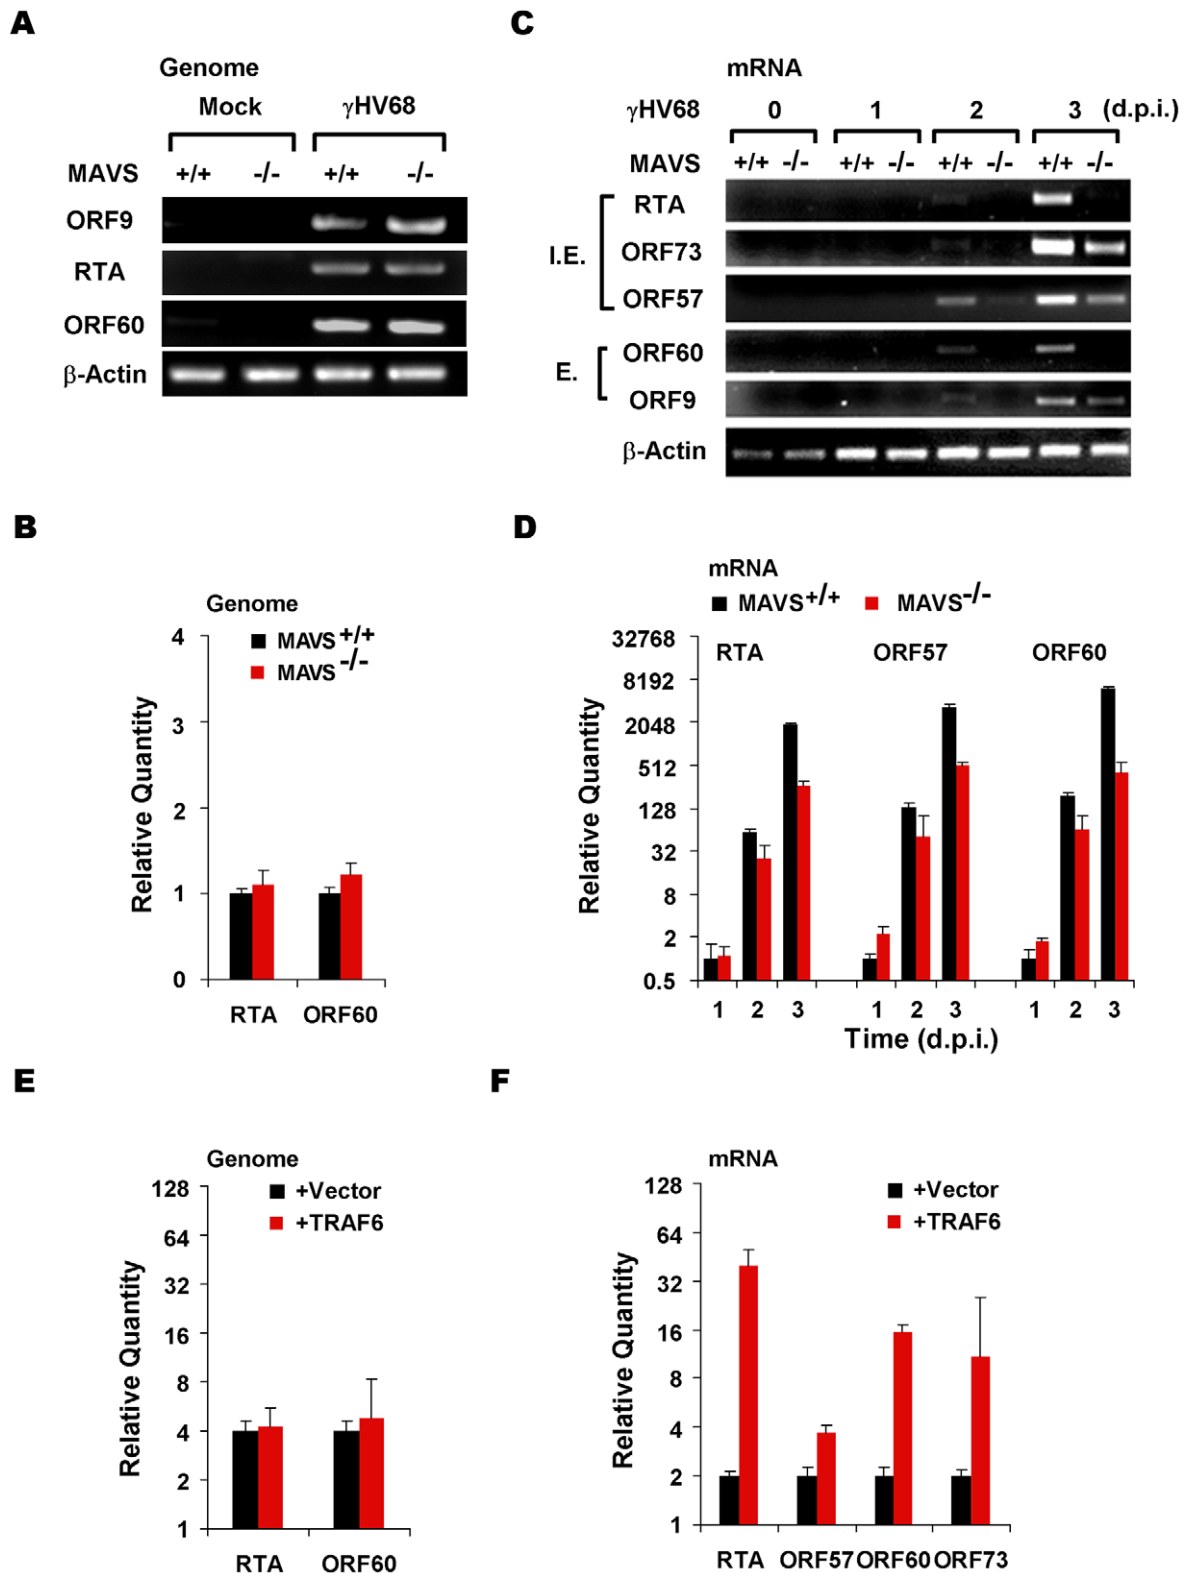 A
Genome
Mock γHV68
MAVS +/+ -/- +/+ -/-
ORF9
RTA
ORF60
β-Actin
C
mRNA
γHV68 0 1 2 3 (d.p.i.)
MAVS +/+ -/- +/+ -/- +/+ -/- +/+ -/-
I.E.
RTA
ORF73
ORF57
E.
ORF60
ORF9
β-Actin
B
Genome
MAVS+/+
MAVS-/-
Relative Quantity
4
3
2
1
0
RTA ORF60
D
mRNA
MAVS+/+ MAVS-/-
RTA ORF57 ORF60
Relative Quantity
32768
8192
2048
512
128
32
8
2
0.5
1 2 3 1 2 3 1 2 3
Time (d.p.i.)
E
Genome
+Vector
+TRAF6
Relative Quantity
128
64
32
16
8
4
2
1
RTA ORF60
F
mRNA
+Vector
+TRAF6
Relative Quantity
128
64
32
16
8
4
2
1
RTA ORF57 ORF60 ORF73